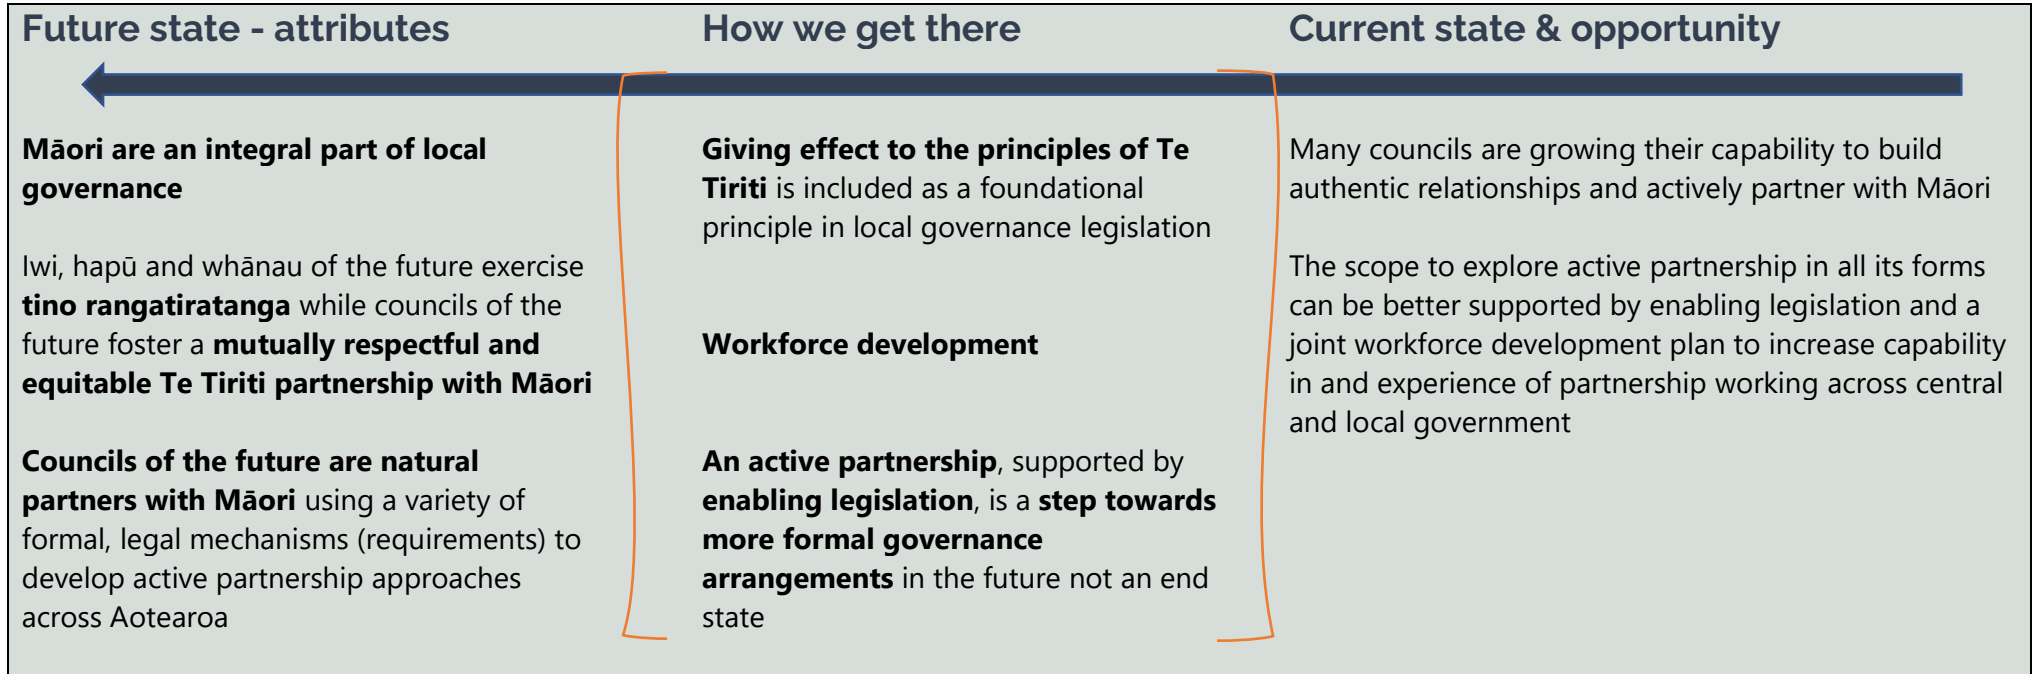 Future state - attributes
How we get there
Current state & opportunity
Māori are an integral part of local
governance
Iwi, hapū and whānau of the future exercise
tino rangatiratanga while councils of the
future foster a mutually respectful and
equitable Te Tiriti partnership with Māori
Councils of the future are natural
partners with Māori using a variety of
formal, legal mechanisms (requirements) to
develop active partnership approaches
across Aotearoa
Giving effect to the principles of Te
Tiriti is included as a foundational
principle in local governance legislation
Workforce development
An active partnership, supported by
enabling legislation, is a step towards
more formal governance
arrangements in the future not an end
state
Many councils are growing their capability to build
authentic relationships and actively partner with Māori
The scope to explore active partnership in all its forms
can be better supported by enabling legislation and a
joint workforce development plan to increase capability
in and experience of partnership working across central
and local government